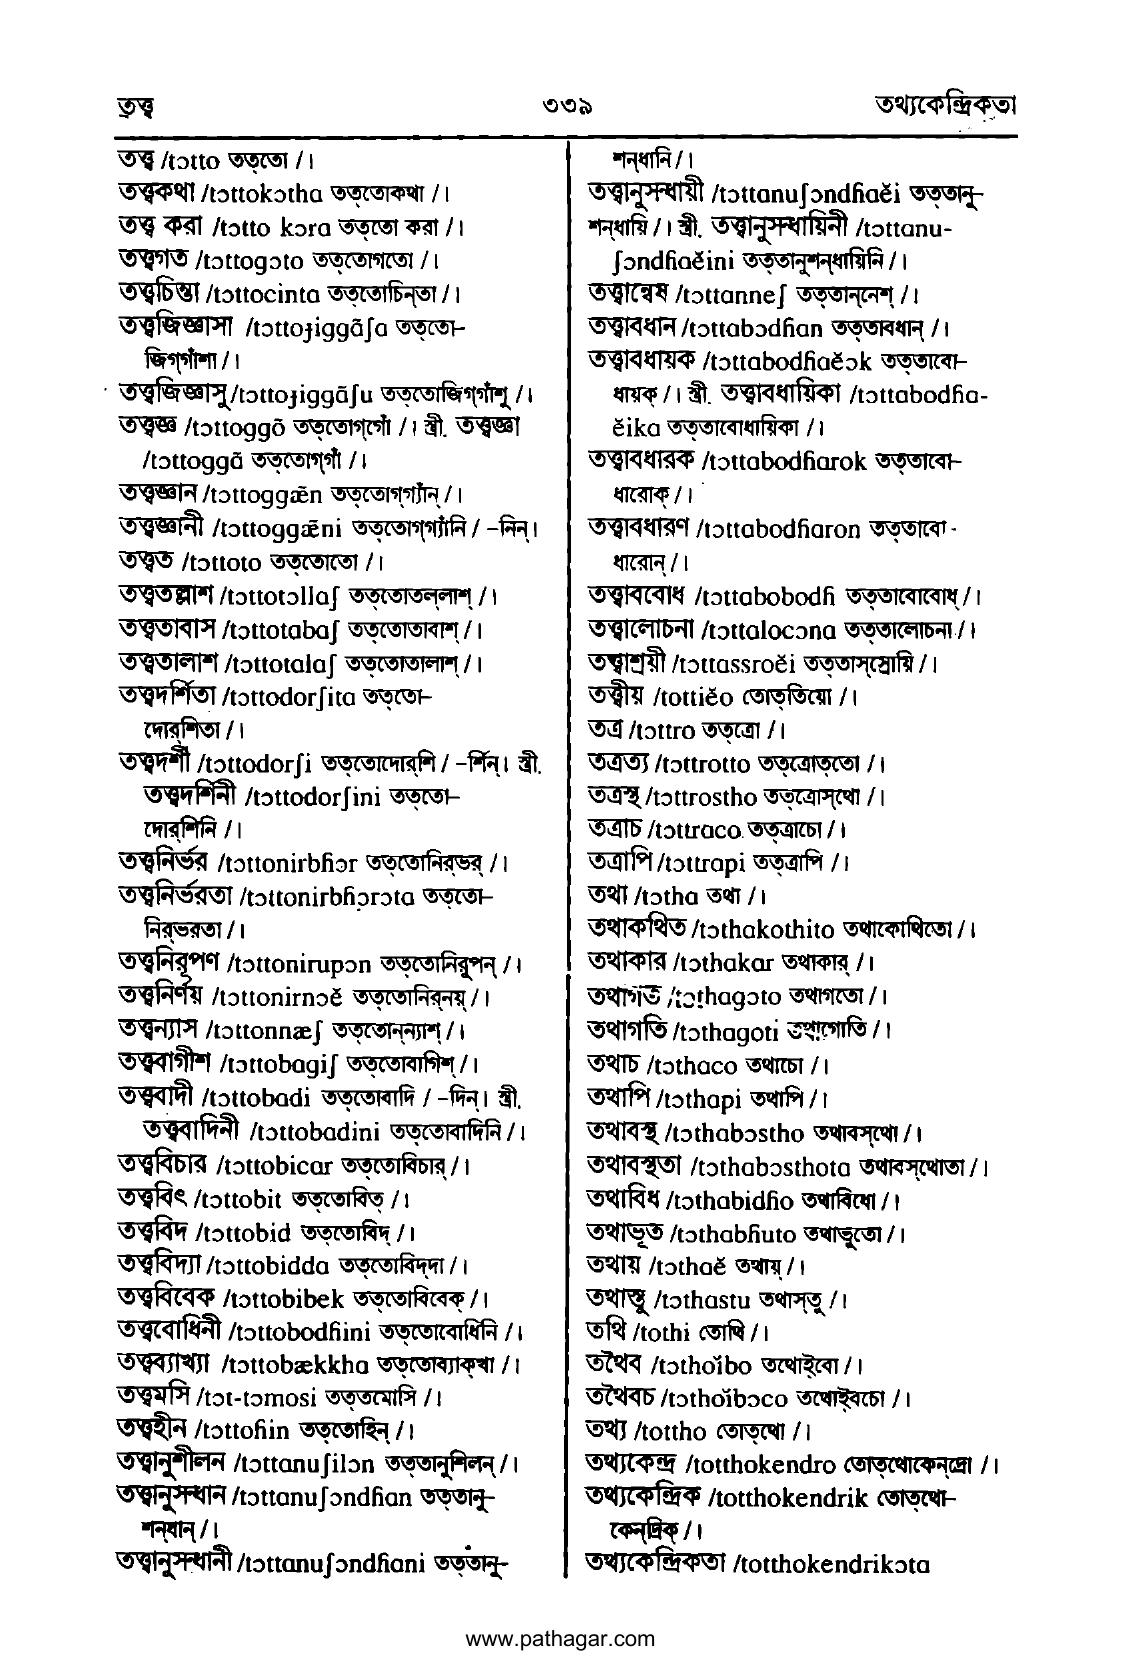 তত্ত্ব
৩৩৯
তথ্যকেন্দ্রিকতা
তত্ত্ব /tɔtto তত্‌তো /।
তত্ত্বকথা /tɔttokɔtha তত্‌তোকথা /।
তত্ত্ব করা /tɔtto kɔra তত্‌তো করা /।
তত্ত্বগত /tɔttogɔto তত্‌তোগতো /।
তত্ত্বচিন্তা /tɔttocinta তত্‌তোচিন্‌তা /।
তত্ত্বজিজ্ঞাসা /tɔttoɟiggãʃa তত্‌তো-
জিগ্‌গাঁশা /।
তত্ত্বজিজ্ঞাসু /tɔttoɟiggãʃu তত্‌তোজিগ্‌গাঁশু /।
তত্ত্বজ্ঞ /tɔttoggõ তত্‌তোগ্‌গোঁ /। স্ত্রী. তত্ত্বজ্ঞা
/tɔttoggã তত্‌তোগ্‌গাঁ /।
তত্ত্বজ্ঞান /tɔttoggæ̃n তত্‌তোগ্‌গ্যাঁন্ /।
তত্ত্বজ্ঞানী /tɔttoggæ̃ni তত্‌তোগ্‌গ্যাঁনি / -নিন্।
তত্ত্বত /tɔttoto তত্‌তোতো /।
তত্ত্বতল্লাশ /tɔttotɔllaʃ তত্‌তোতল্‌লাশ্ /।
তত্ত্বতাবাস /tɔttotabaʃ তত্‌তোতাবাশ্ /।
তত্ত্বতালাশ /tɔttotalaʃ তত্‌তোতালাশ্ /।
তত্ত্বদর্শিতা /tɔttodorʃita তত্‌তো-
দোর্‌শিতা /।
তত্ত্বদর্শী /tɔttodorʃi তত্‌তোদোর্‌শি / -র্শিন্। স্ত্রী.
তত্ত্বদর্শিনী /tɔttodorʃini তত্‌তো-
দোর্‌শিনি /।
তত্ত্বনির্ভর /tɔttonirbɦɔr তত্‌তোনির্‌ভর্ /।
তত্ত্বনির্ভরতা /tɔttonirbɦɔrɔta তত্‌তো-
নির্‌ভরতা /।
তত্ত্বনিরূপণ /tɔttonirupɔn তত্‌তোনিরুপন্ /।
তত্ত্বনির্ণয় /tɔttonirnɔĕ তত্‌তোনির্‌নয়্ /।
তত্ত্বন্যাস /tɔttonnæʃ তত্‌তোন্‌ন্যাশ্ /।
তত্ত্ববাগীশ /tɔttobagiʃ তত্‌তোবাগিশ্ /।
তত্ত্ববাদী /tɔttobadi তত্‌তোবাদি / -দিন্। স্ত্রী.
তত্ত্ববাদিনী /tɔttobadini তত্‌তোবাদিনি /।
তত্ত্ববিচার /tɔttobicar তত্‌তোবিচার্ /।
তত্ত্ববিৎ /tɔttobit তত্‌তোবিত্ /।
তত্ত্ববিদ /tɔttobid তত্‌তোবিদ্ /।
তত্ত্ববিদ্যা /tɔttobidda তত্‌তোবিদ্‌দা /।
তত্ত্ববিবেক /tɔttobibek তত্‌তোবিবেক্ /।
তত্ত্ববোধিনী /tɔttobodɦini তত্‌তোবোধিনি /।
তত্ত্বব্যাখ্যা /tɔttobækkha তত্‌তোব্যাক্‌খা /।
তত্ত্বমসি /tɔt-tɔmosi তত্‌তমোসি /।
তত্ত্বহীন /tɔttoɦin তত্‌তোহিন্ /।
তত্ত্বানুশীলন /tɔttanuʃilɔn তত্‌তানুশিলন্ /।
তত্ত্বানুসন্ধান /tɔttanuʃɔndɦan তত্‌তানু-
শন্‌ধান্ /।
তত্ত্বানুসন্ধানী /tɔttanuʃɔndɦani তত্‌তানু-
শন্‌ধানি /।
তত্ত্বানুসন্ধায়ী /tɔttanuʃɔndɦaĕi তত্‌তানু-
শন্‌ধায়ি /। স্ত্রী. তত্ত্বানুসন্ধায়িনী /tɔttanu-
ʃɔndɦaĕini তত্‌তানুশন্‌ধায়িনি /।
তত্ত্বান্বেষ /tɔttanneʃ তত্‌তান্‌নেশ্ /।
তত্ত্বাবধান /tɔttabɔdɦan তত্‌তাবধান্ /।
তত্ত্বাবধায়ক /tɔttabodɦaĕɔk তত্‌তাবো-
ধায়ক্ /। স্ত্রী. তত্ত্বাবধায়িকা /tɔttabodɦa-
ĕika তত্‌তাবোধায়িকা /।
তত্ত্বাবধারক /tɔttabodɦarok তত্‌তাবো-
ধারোক্ /।
তত্ত্বাবধারণ /tɔttabodɦaron তত্‌তাবো-
ধারোন্ /।
তত্ত্বাববোধ /tɔttabobodɦ তত্‌তাবোবোধ্ /।
তত্ত্বালোচনা /tɔttalocɔna তত্‌তালোচনা /।
তত্ত্বাশ্রয়ী /tɔttassroĕi তত্‌তাস্‌স্রোয়ি /।
তত্ত্বীয় /tottiĕo তোত্‌তিয়ো /।
তত্র /tɔttro তত্‌ত্রো /।
তত্রত্য /tɔttrotto তত্‌ত্রোত্‌তো /।
তত্রস্থ /tɔttrostho তত্‌ত্রোস্‌থো /।
তত্রাচ /tɔttraco তত্‌ত্রাচো /।
তত্রাপি /tɔttrapi তত্‌ত্রাপি /।
তথা /tɔtha তথা /।
তথাকথিত /tɔthakothito তথাকোথিতো /।
তথাকার /tɔthakar তথাকার্ /।
তথাগত /tɔthagɔto তথাগতো /।
তথাগতি /tɔthagoti তথাগোতি /।
তথাচ /tɔthaco তথাচো /।
তথাপি /tɔthapi তথাপি /।
তথাবস্থ /tɔthabɔstho তথাবস্‌থো /।
তথাবস্থতা /tɔthabɔsthota তথাবস্‌থোতা /।
তথাবিধ /tɔthabidɦo তথাবিধো /।
তথাভূত /tɔthabɦuto তথাভুতো /।
তথায় /tɔthaĕ তথায়্ /।
তথাস্তু /tɔthastu তথাস্‌তু /।
তথি /tothi তোথি /।
তথৈব /tɔthoĭbo তথোই্‌বো /।
তথৈবচ /tɔthoĭbɔco তথোই্‌বচো /।
তথ্য /tottho তোত্‌থো /।
তথ্যকেন্দ্র /totthokendro তোত্‌থোকেন্‌দ্রো /।
তথ্যকেন্দ্রিক /totthokendrik তোত্‌থো-
কেন্‌দ্রিক্ /।
তথ্যকেন্দ্রিকতা /totthokendrikɔta
www.pathagar.com